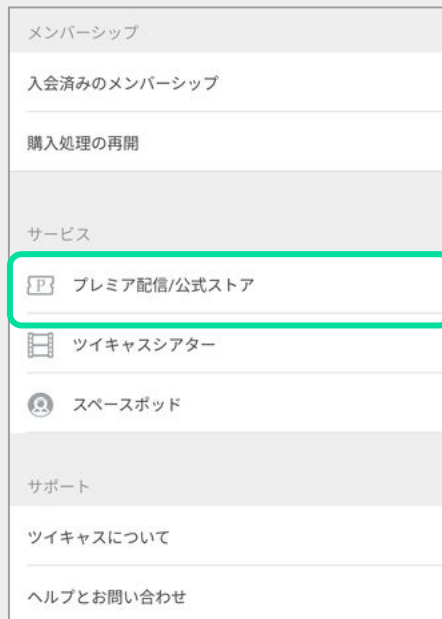 メンバーシップ
入会済みのメンバーシップ
購入処理の再開
サービス
P プレミア配信/公式ストア
ツイキャスシアター
スペースポッド
サポート
ツイキャスについて
ヘルプとお問い合わせ